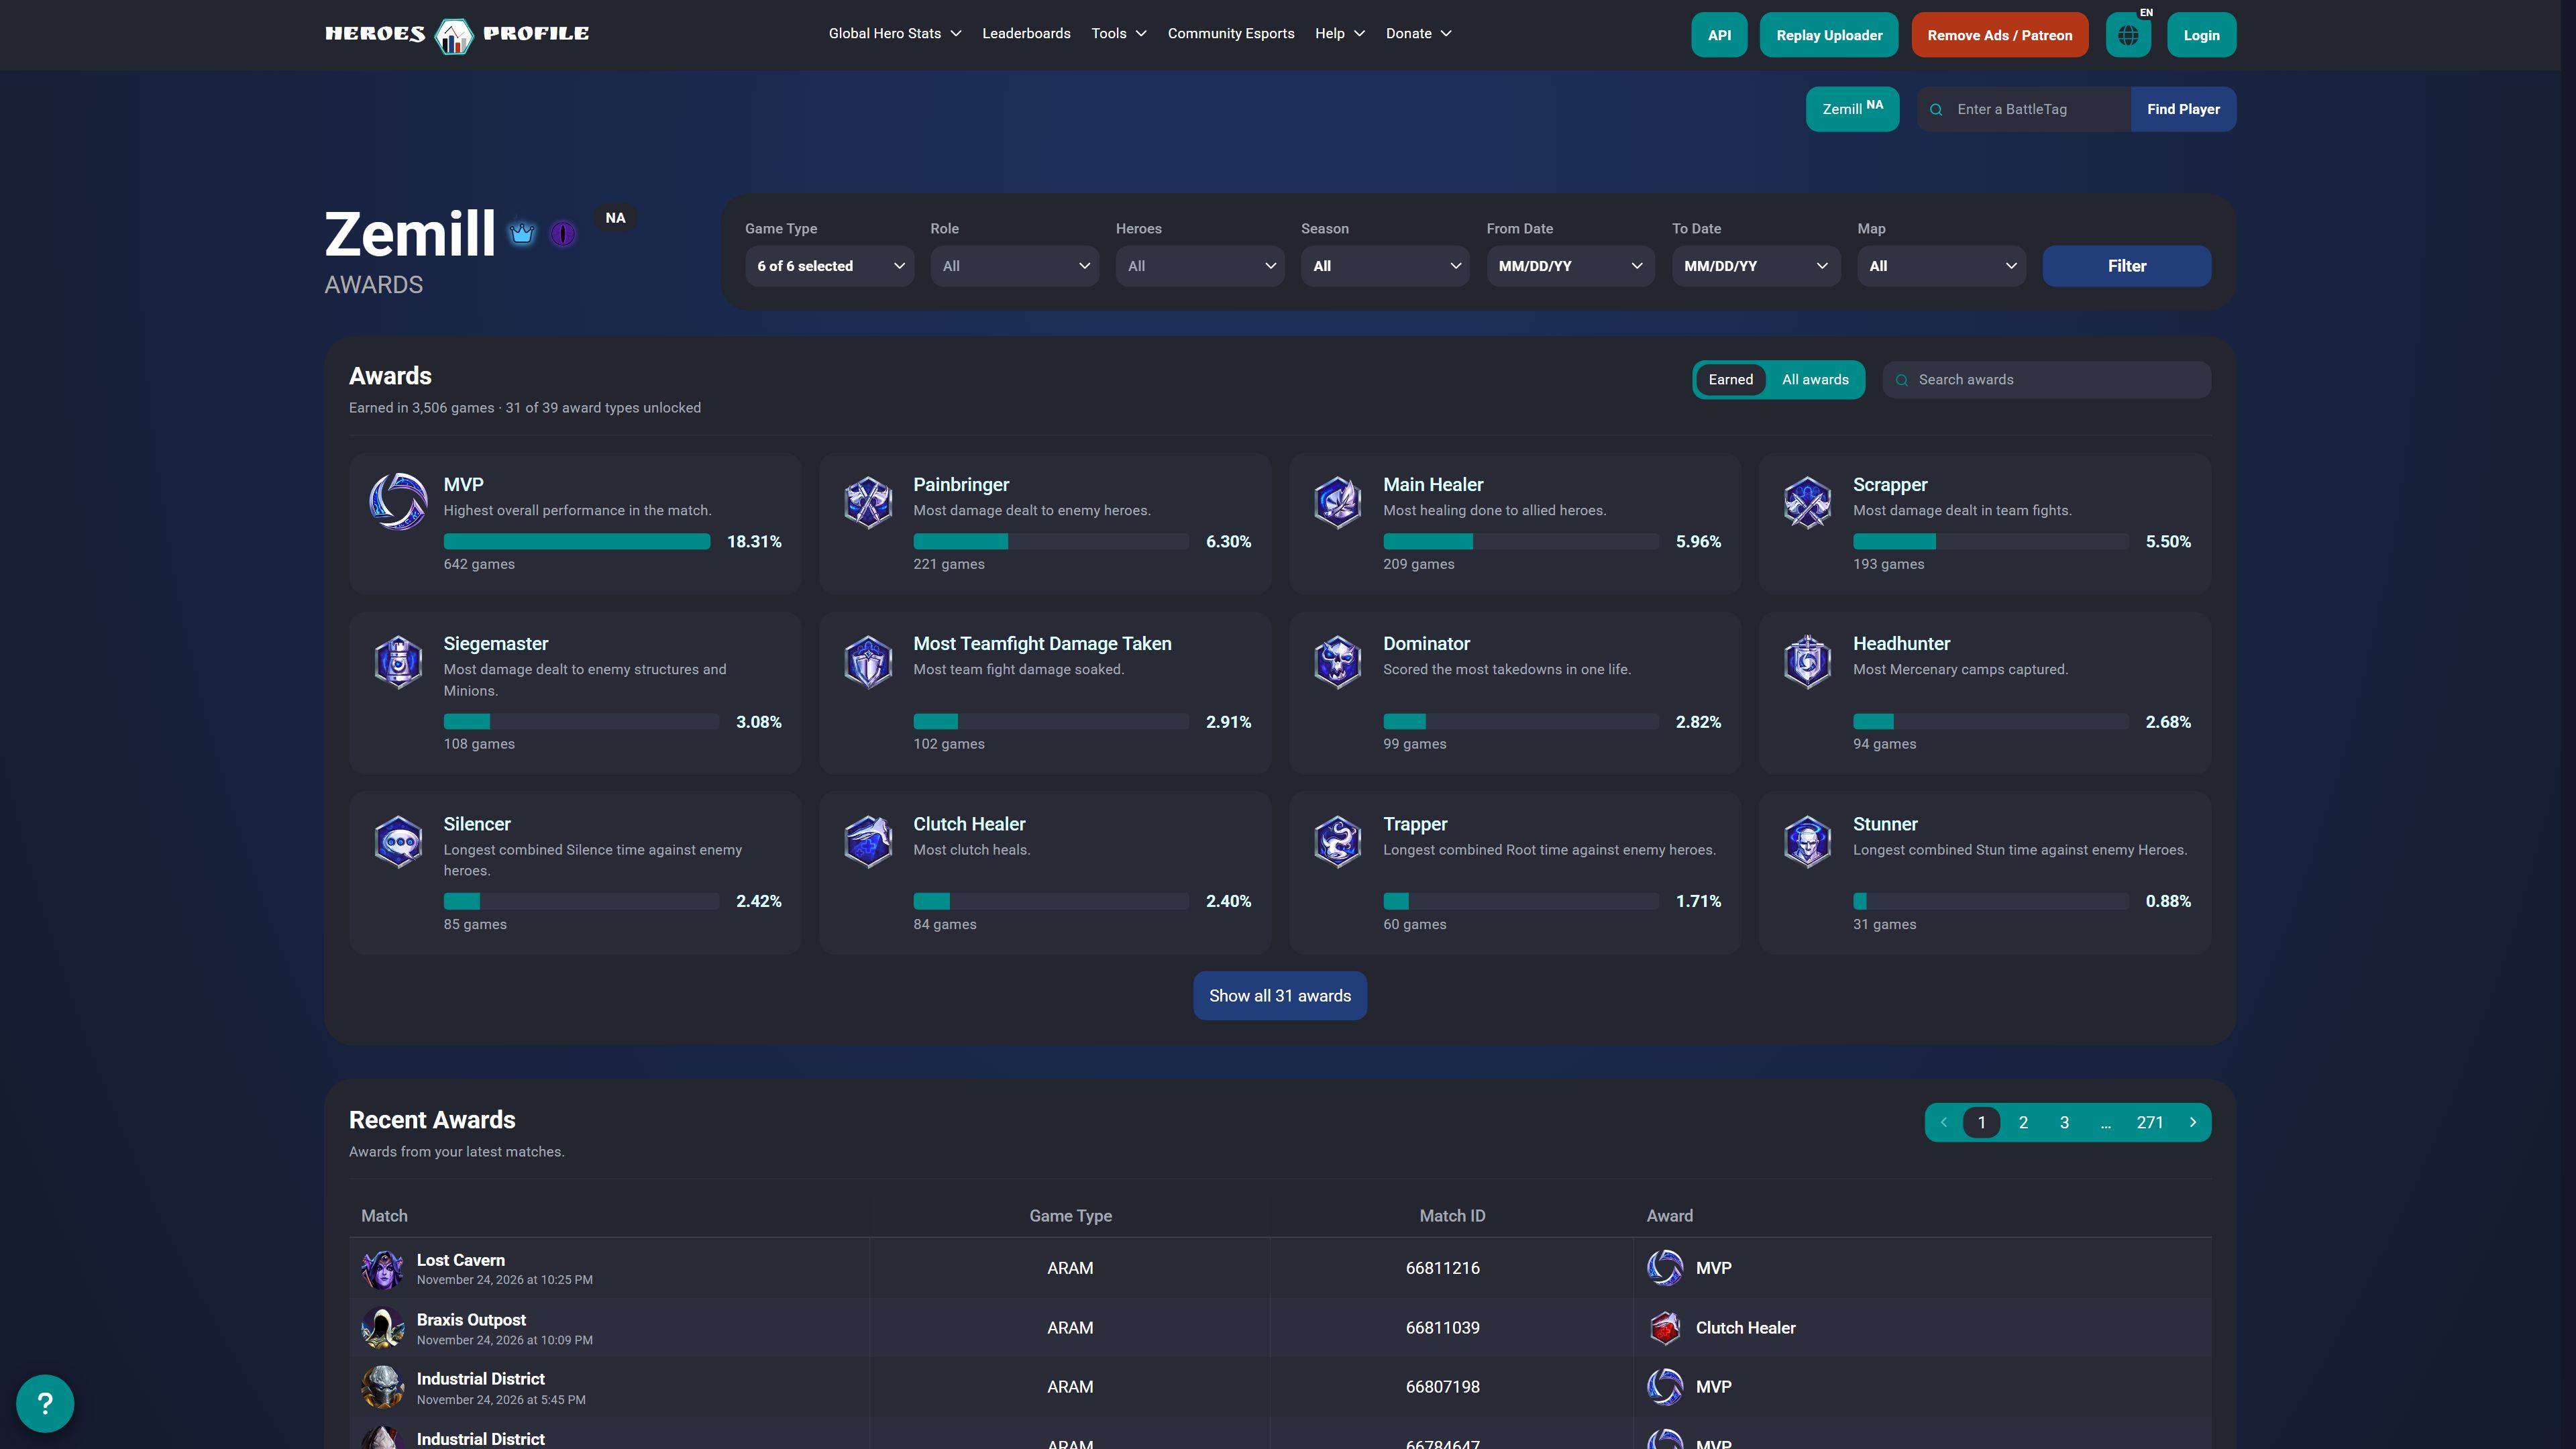 HEROES PROFILE
Global Hero Stats
Leaderboards
Tools
Community Esports
Help
Donate
API
Replay Uploader
Remove Ads / Patreon
EN
Login
Zemill NA
Enter a BattleTag
Find Player
Zemill
NA
AWARDS
Game Type
6 of 6 selected
Role
All
Heroes
All
Season
All
From Date
MM/DD/YY
To Date
MM/DD/YY
Map
All
Filter
Awards
Earned in 3,506 games · 31 of 39 award types unlocked
Earned
All awards
Search awards
MVP
Highest overall performance in the match.
18.31%
642 games
Painbringer
Most damage dealt to enemy heroes.
6.30%
221 games
Main Healer
Most healing done to allied heroes.
5.96%
209 games
Scrapper
Most damage dealt in team fights.
5.50%
193 games
Siegemaster
Most damage dealt to enemy structures and
Minions.
3.08%
108 games
Most Teamfight Damage Taken
Most team fight damage soaked.
2.91%
102 games
Dominator
Scored the most takedowns in one life.
2.82%
99 games
Headhunter
Most Mercenary camps captured.
2.68%
94 games
Silencer
Longest combined Silence time against enemy
heroes.
2.42%
85 games
Clutch Healer
Most clutch heals.
2.40%
84 games
Trapper
Longest combined Root time against enemy heroes.
1.71%
60 games
Stunner
Longest combined Stun time against enemy Heroes.
0.88%
31 games
Show all 31 awards
Recent Awards
Awards from your latest matches.
1 2 3 ... 271
Match
Game Type
Match ID
Award
Lost Cavern
November 24, 2026 at 10:25 PM
ARAM
66811216
MVP
Braxis Outpost
November 24, 2026 at 10:09 PM
ARAM
66811039
Clutch Healer
Industrial District
November 24, 2026 at 5:45 PM
ARAM
66807198
MVP
Industrial District
ARAM
66784647
MVP
?